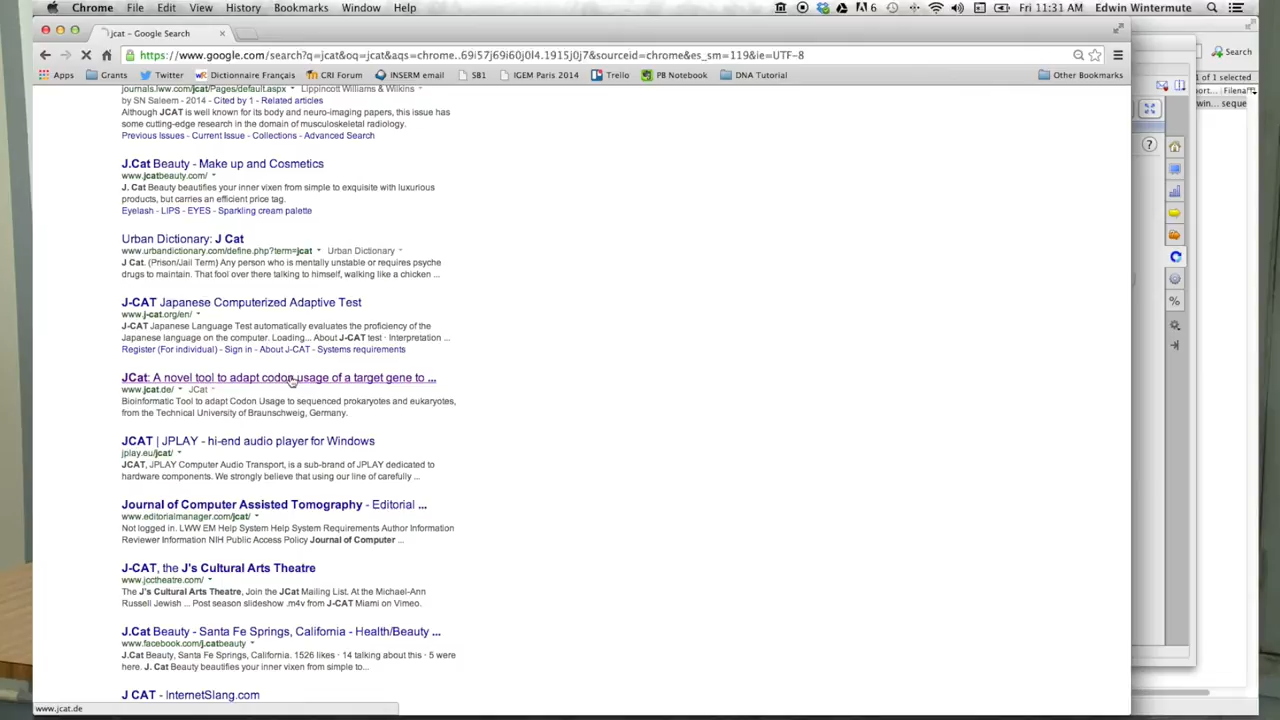 Chrome File Edit View History Bookmarks Window Help 6 Fri 11:31 AM Edwin Wintermute
jcat - Google Search
https://www.google.com/search?q=jcat&oq=jcat&aqs=chrome..69i57j69i60j0l4.1915j0j7&sourceid=chrome&es_sm=119&ie=UTF-8
Search
Apps Grants Twitter Dictionnaire Français CRI Forum INSERM email SB1 IGEM Paris 2014 Trello PB Notebook DNA Tutorial Other Bookmarks
1 of 1 selected
journals.lww.com/jcat/Pages/default.aspx Lippincott Williams & Wilkins
by SN Saleem - 2014 - Cited by 1 - Related articles
Although JCAT is well known for its body and neuro-imaging papers, this issue has
some cutting-edge research in the domain of musculoskeletal radiology.
Previous Issues - Current Issue - Collections - Advanced Search
J.Cat Beauty - Make up and Cosmetics
www.jcatbeauty.com/
J. Cat Beauty beautifies your inner vixen from simple to exquisite with luxurious
products, but carries an efficient price tag.
Eyelash - LIPS - EYES - Sparkling cream palette
Urban Dictionary: J Cat
www.urbandictionary.com/define.php?term=jcat Urban Dictionary
J Cat. (Prison/Jail Term) Any person who is mentally unstable or requires psyche
drugs to maintain. That fool over there talking to himself, walking like a chicken ...
J-CAT Japanese Computerized Adaptive Test
www.j-cat.org/en/
J-CAT Japanese Language Test automatically evaluates the proficiency of the
Japanese language on the computer. Loading... About J-CAT test · Interpretation ...
Register (For individual) - Sign in - About J-CAT - Systems requirements
JCat: A novel tool to adapt codon usage of a target gene to ...
www.jcat.de/ JCat
Bioinformatic Tool to adapt Codon Usage to sequenced prokaryotes and eukaryotes,
from the Technical University of Braunschweig, Germany.
JCAT | JPLAY - hi-end audio player for Windows
jplay.eu/jcat/
JCAT, JPLAY Computer Audio Transport, is a sub-brand of JPLAY dedicated to
hardware components. We strongly believe that using our line of carefully ...
Journal of Computer Assisted Tomography - Editorial ...
www.editorialmanager.com/jcat/
Not logged in. LWW EM Help System Help System Requirements Author Information
Reviewer Information NIH Public Access Policy Journal of Computer ...
J-CAT, the J's Cultural Arts Theatre
www.jcctheatre.com/
The J's Cultural Arts Theatre, Join the JCat Mailing List. At the Michael-Ann
Russell Jewish ... Post season slideshow .m4v from J-CAT Miami on Vimeo.
J.Cat Beauty - Santa Fe Springs, California - Health/Beauty ...
www.facebook.com/j.catbeauty
J.Cat Beauty, Santa Fe Springs, California. 1526 likes · 14 talking about this · 5 were
here. J. Cat Beauty beautifies your inner vixen from simple to...
J CAT - InternetSlang.com
www.jcat.de